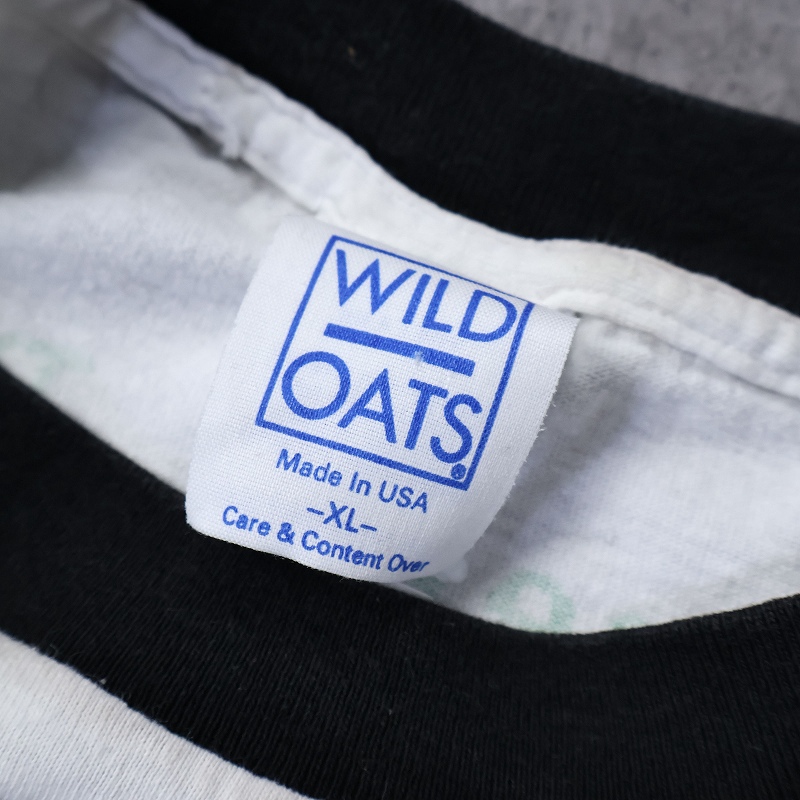 WILD
OATS®
Made In USA
–XL–
Care & Content Over